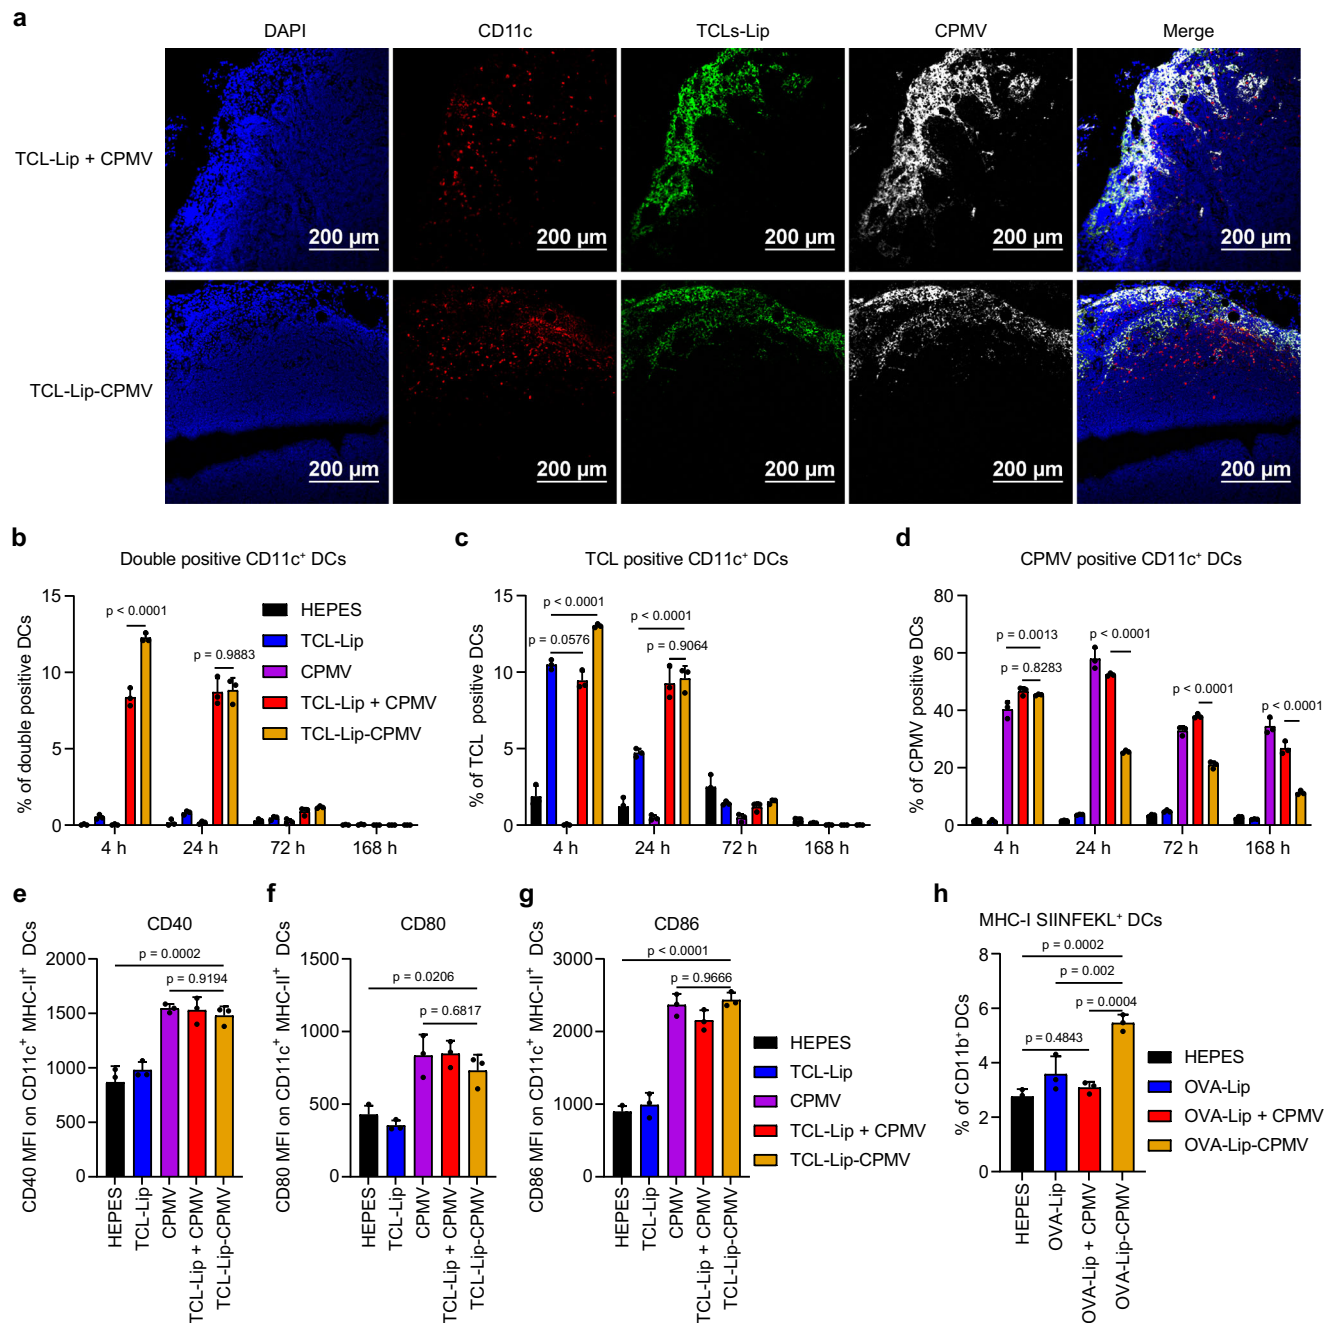 a
DAPI CD11c TCLs-Lip CPMV Merge
TCL-Lip + CPMV
200 µm 200 µm 200 µm 200 µm 200 µm
TCL-Lip-CPMV
200 µm 200 µm 200 µm 200 µm 200 µm
b
Double positive CD11c⁺ DCs
% of double positive DCs
15
10
5
0
p < 0.0001
p = 0.9883
4 h 24 h 72 h 168 h
HEPES
TCL-Lip
CPMV
TCL-Lip + CPMV
TCL-Lip-CPMV
c
TCL positive CD11c⁺ DCs
% of TCL positive DCs
15
10
5
0
p < 0.0001
p = 0.0576
p < 0.0001
p = 0.9064
4 h 24 h 72 h 168 h
d
CPMV positive CD11c⁺ DCs
% of CPMV positive DCs
80
60
40
20
0
p = 0.0013
p = 0.8283
p < 0.0001
p < 0.0001
p < 0.0001
4 h 24 h 72 h 168 h
e
CD40
CD40 MFI on CD11c⁺ MHC-II⁺ DCs
2000
1500
1000
500
0
p = 0.0002
p = 0.9194
HEPES
TCL-Lip
CPMV
TCL-Lip + CPMV
TCL-Lip-CPMV
f
CD80
CD80 MFI on CD11c⁺ MHC-II⁺ DCs
1500
1000
500
0
p = 0.0206
p = 0.6817
HEPES
TCL-Lip
CPMV
TCL-Lip + CPMV
TCL-Lip-CPMV
g
CD86
CD86 MFI on CD11c⁺ MHC-II⁺ DCs
3000
2000
1000
0
p < 0.0001
p = 0.9666
HEPES
TCL-Lip
CPMV
TCL-Lip + CPMV
TCL-Lip-CPMV
HEPES
TCL-Lip
CPMV
TCL-Lip + CPMV
TCL-Lip-CPMV
h
MHC-I SIINFEKL⁺ DCs
% of CD11b⁺ DCs
8
6
4
2
0
p = 0.0002
p = 0.002
p = 0.0004
p = 0.4843
HEPES
OVA-Lip
OVA-Lip + CPMV
OVA-Lip-CPMV
HEPES
OVA-Lip
OVA-Lip + CPMV
OVA-Lip-CPMV